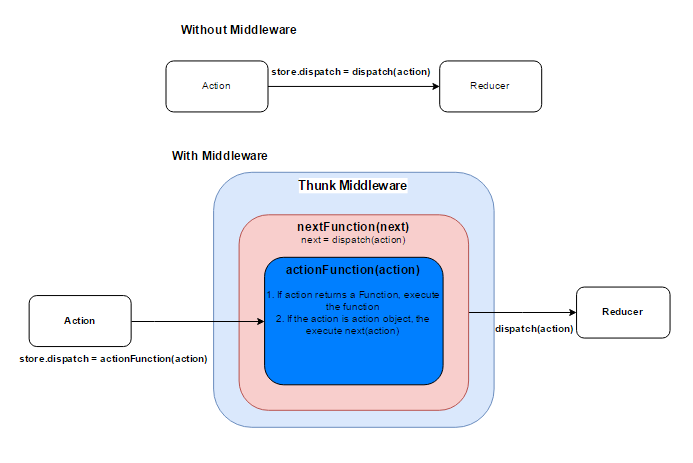 Without Middleware
store.dispatch = dispatch(action)
Action
Reducer
With Middleware
Thunk Middleware
nextFunction(next)
next = dispatch(action)
actionFunction(action)
1. If action returns a Function, execute
the function
2. If the action is action object, the
execute next(action)
Action
store.dispatch = actionFunction(action)
Reducer
dispatch(action)